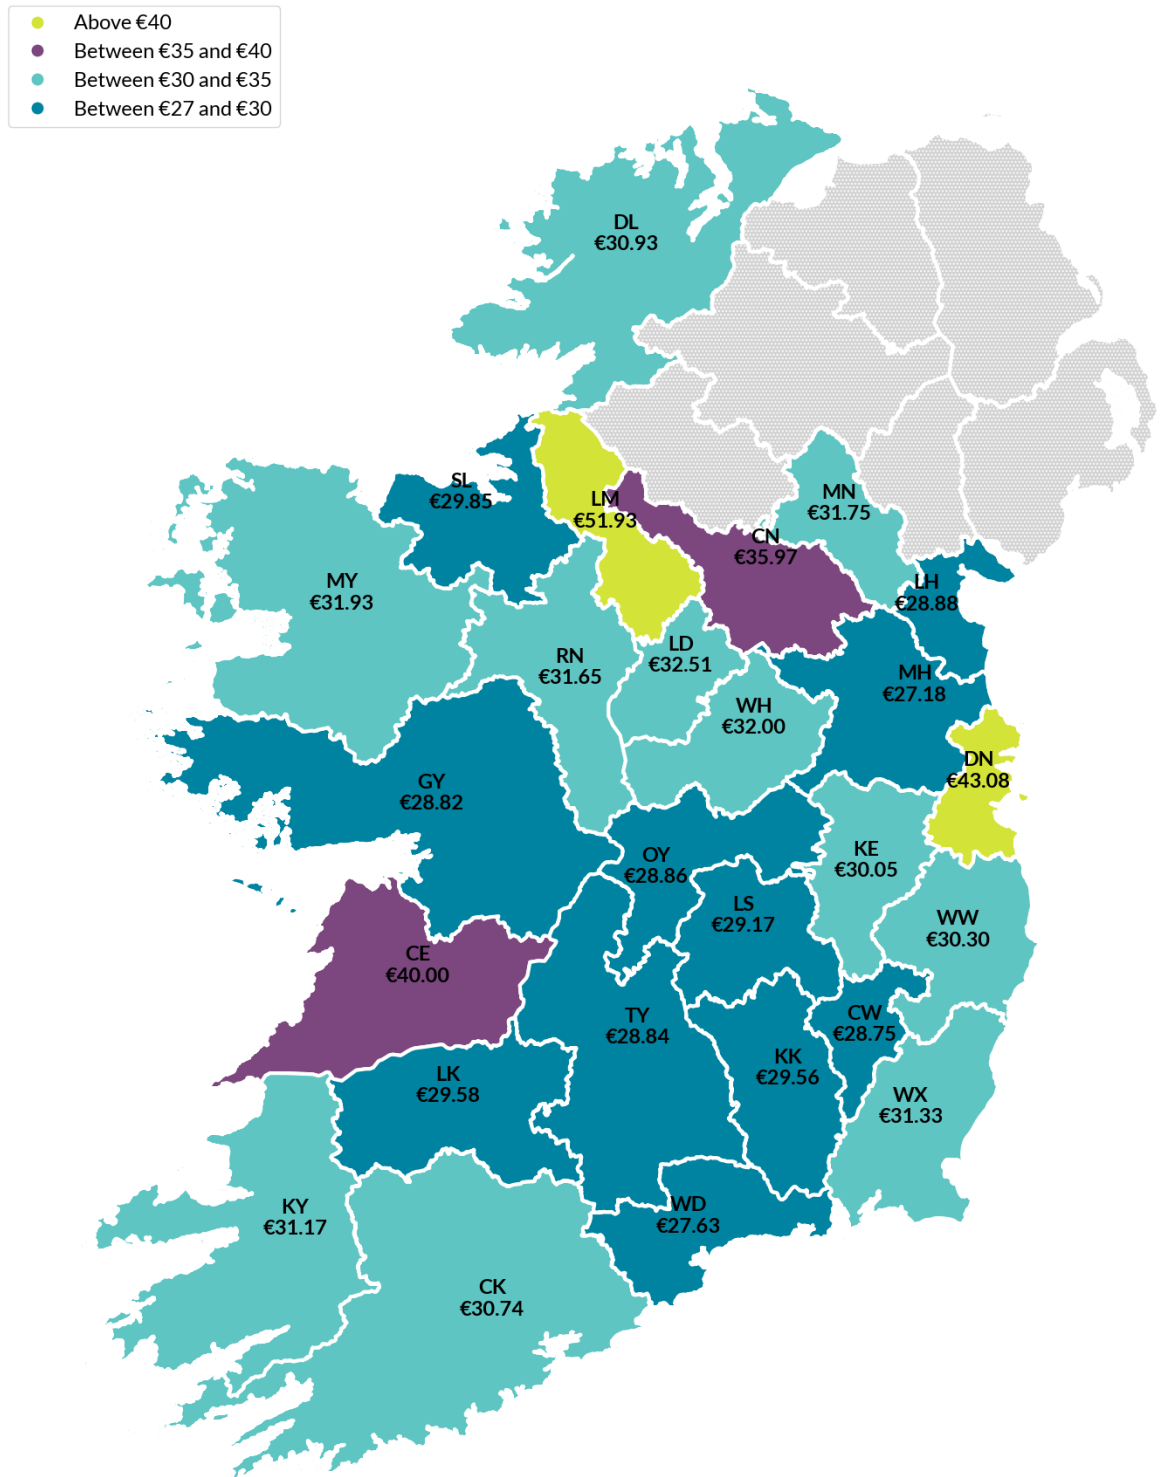 Above €40
Between €35 and €40
Between €30 and €35
Between €27 and €30
DL
€30.93
SL
€29.85
LM
€51.93
MN
€31.75
CN
€35.97
MY
€31.93
LH
€28.88
RN
€31.65
LD
€32.51
MH
€27.18
WH
€32.00
DN
€43.08
GY
€28.82
OY
€28.86
KE
€30.05
LS
€29.17
WW
€30.30
CE
€40.00
TY
€28.84
CW
€28.75
KK
€29.56
LK
€29.58
WX
€31.33
KY
€31.17
WD
€27.63
CK
€30.74